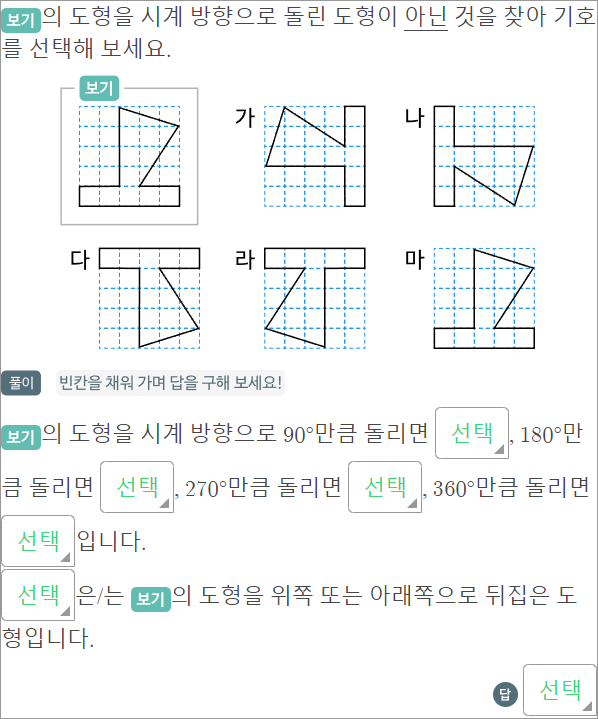 보기의 도형을 시계 방향으로 돌린 도형이 아닌 것을 찾아 기호
를 선택해 보세요.
보기
가
나
다
라
마
풀이 빈칸을 채워 가며 답을 구해 보세요!
보기의 도형을 시계 방향으로 90°만큼 돌리면 선택, 180°만
큼 돌리면 선택, 270°만큼 돌리면 선택, 360°만큼 돌리면
선택입니다.
선택은/는 보기의 도형을 위쪽 또는 아래쪽으로 뒤집은 도
형입니다.
답 선택